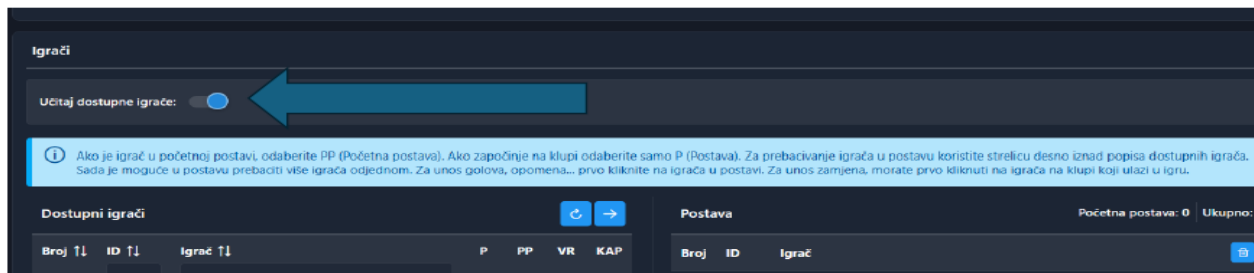 Igrači
Učitaj dostupne igrače:
Ako je igrač u početnoj postavi, odaberite PP (Početna postava). Ako započinje na klupi odaberite samo P (Postava). Za prebacivanje igrača u postavu koristite strelicu desno iznad popisa dostupnih igrača.
Sada je moguće u postavu prebaciti više igrača odjednom. Za unos golova, opomena... prvo kliknite na igrača u postavi. Za unos zamjena, morate prvo kliknuti na igrača na klupi koji ulazi u igru.
Dostupni igrači
Broj ID Igrač P PP VR KAP
Postava Početna postava: 0 Ukupno:
Broj ID Igrač